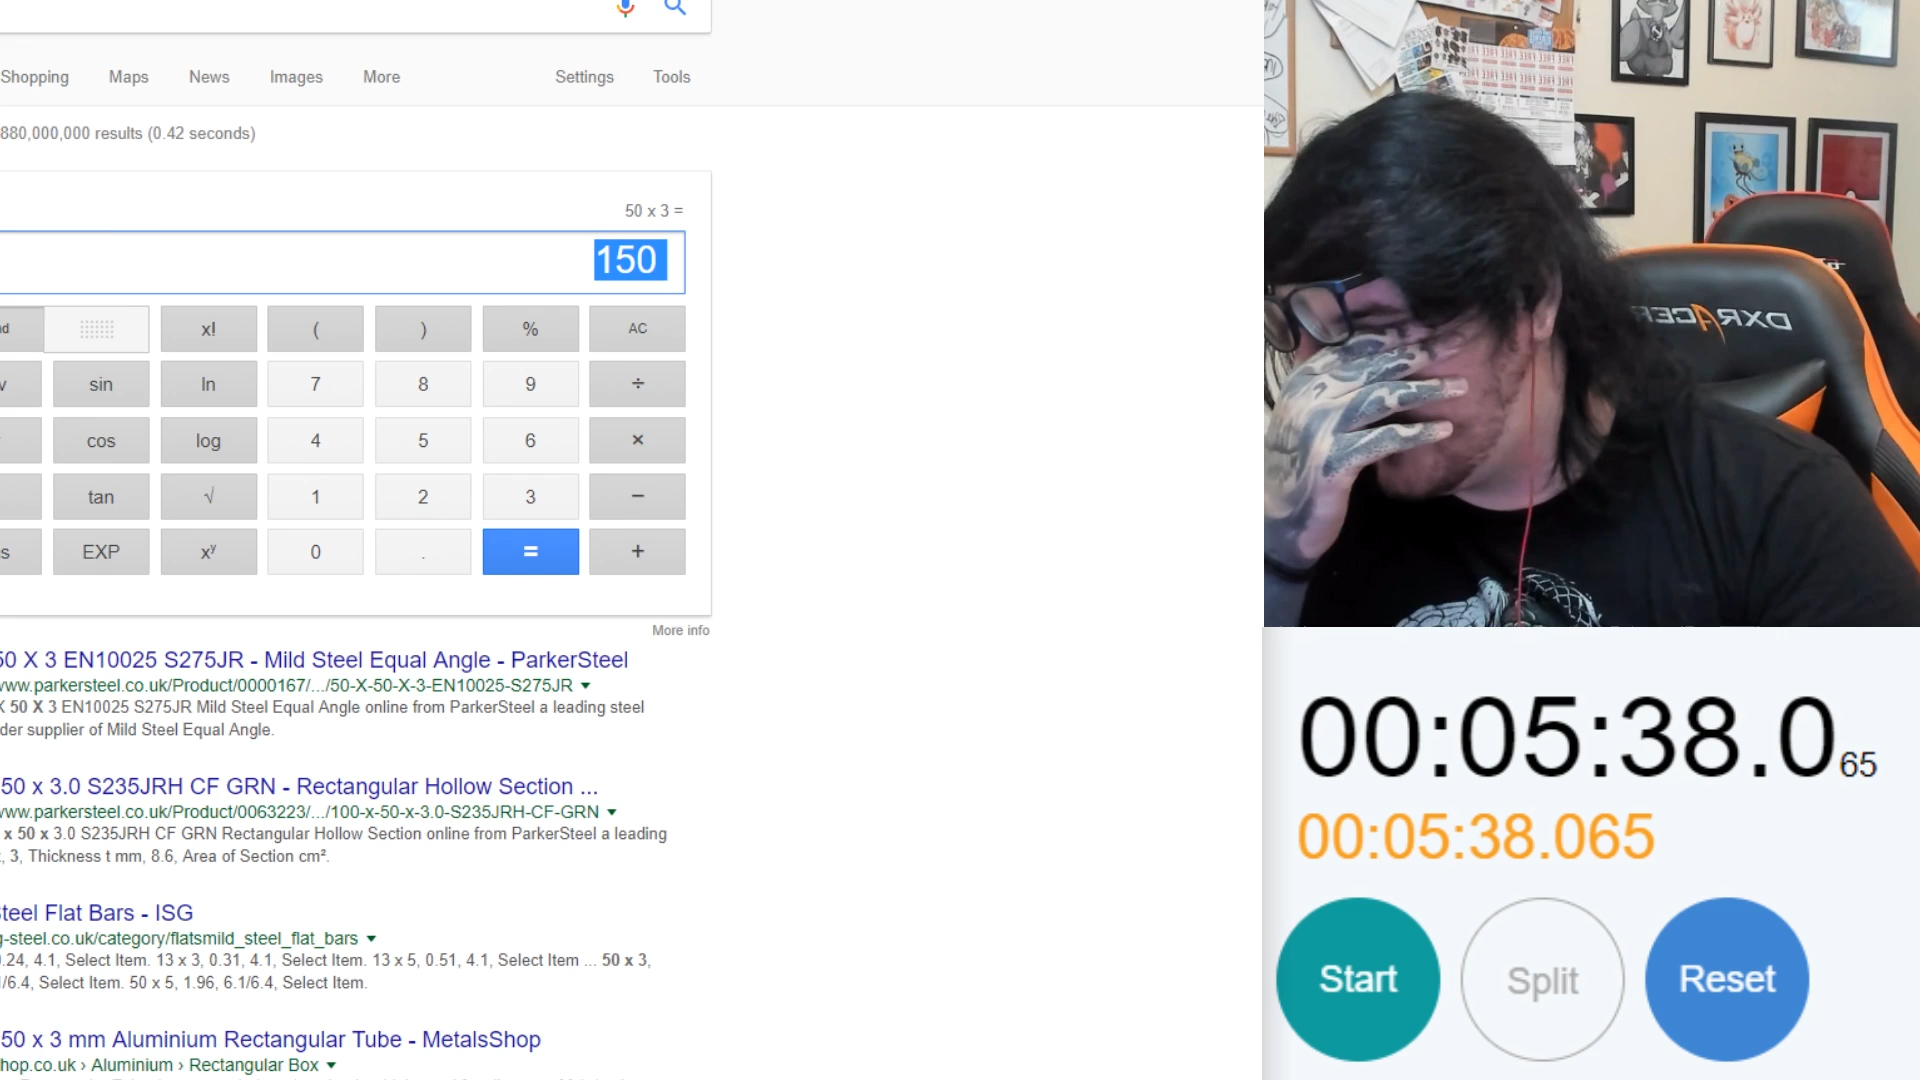 Shopping Maps News Images More Settings Tools
880,000,000 results (0.42 seconds)
50 x 3 =
150
x! ( ) % AC
sin ln 7 8 9 ÷
cos log 4 5 6 ×
tan √ 1 2 3 −
EXP xʸ 0 . = +
More info
50 X 3 EN10025 S275JR - Mild Steel Equal Angle - ParkerSteel
www.parkersteel.co.uk/Product/0000167/.../50-X-50-X-3-EN10025-S275JR
X 50 X 3 EN10025 S275JR Mild Steel Equal Angle online from ParkerSteel a leading steel
der supplier of Mild Steel Equal Angle.
50 x 3.0 S235JRH CF GRN - Rectangular Hollow Section ...
www.parkersteel.co.uk/Product/0063223/.../100-x-50-x-3.0-S235JRH-CF-GRN
x 50 x 3.0 S235JRH CF GRN Rectangular Hollow Section online from ParkerSteel a leading
, 3, Thickness t mm, 8.6, Area of Section cm².
Steel Flat Bars - ISG
g-steel.co.uk/category/flatsmild_steel_flat_bars
0.24, 4.1, Select Item. 13 x 3, 0.31, 4.1, Select Item. 13 x 5, 0.51, 4.1, Select Item ... 50 x 3,
/6.4, Select Item. 50 x 5, 1.96, 6.1/6.4, Select Item.
50 x 3 mm Aluminium Rectangular Tube - MetalsShop
hop.co.uk › Aluminium › Rectangular Box
DXRACER
00:05:38.065
00:05:38.065
Start Split Reset